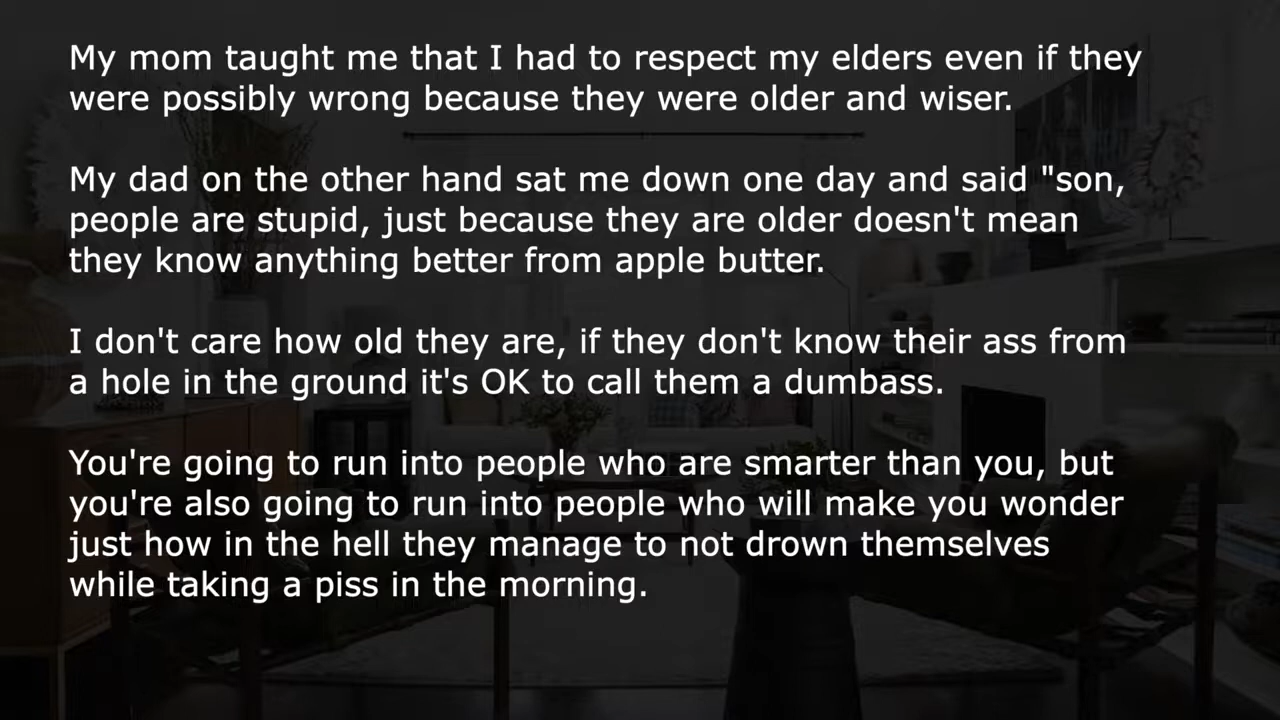 My mom taught me that I had to respect my elders even if they
were possibly wrong because they were older and wiser.
My dad on the other hand sat me down one day and said "son,
people are stupid, just because they are older doesn't mean
they know anything better from apple butter.
I don't care how old they are, if they don't know their ass from
a hole in the ground it's OK to call them a dumbass.
You're going to run into people who are smarter than you, but
you're also going to run into people who will make you wonder
just how in the hell they manage to not drown themselves
while taking a piss in the morning.